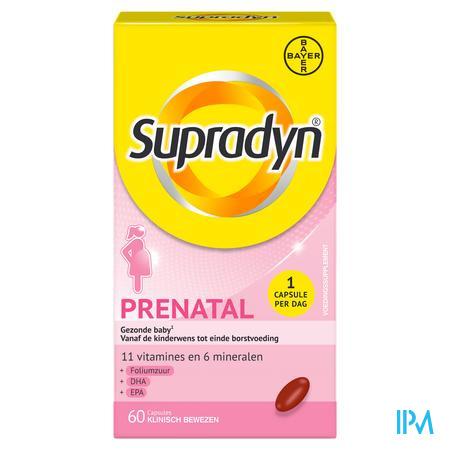 BAYER
BAYER
Supradyn®
PRENATAL
1
CAPSULE
PER DAG
VOEDINGSSUPPLEMENT
Gezonde baby¹
Vanaf de kinderwens tot einde borstvoeding
11 vitamines en 6 mineralen
+ Foliumzuur
+ DHA
+ EPA
60 Capsules
KLINISCH BEWEZEN
IPM